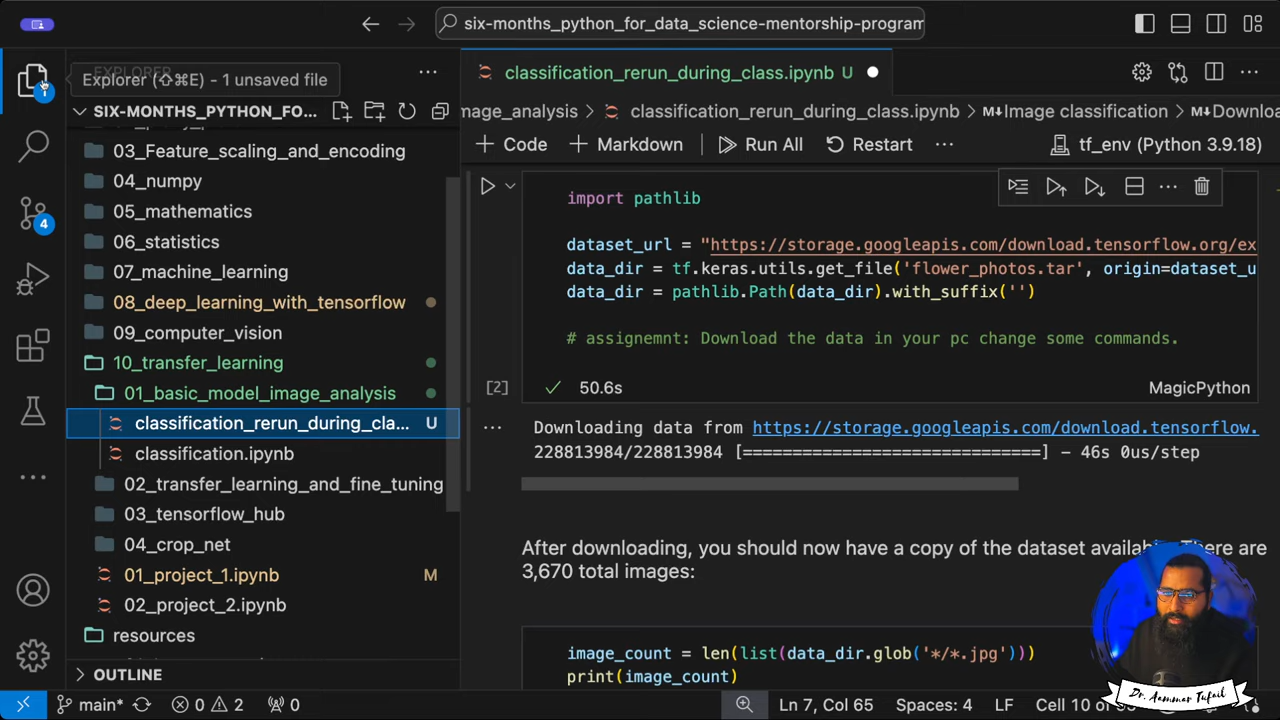 six-months_python_for_data_science-mentorship-program
EXPLORER
Explorer (⇧⌘E) - 1 unsaved file
SIX-MONTHS_PYTHON_FO...
03_Feature_scaling_and_encoding
04_numpy
05_mathematics
06_statistics
07_machine_learning
08_deep_learning_with_tensorflow
09_computer_vision
10_transfer_learning
01_basic_model_image_analysis
classification_rerun_during_cla... U
classification.ipynb
02_transfer_learning_and_fine_tuning
03_tensorflow_hub
04_crop_net
01_project_1.ipynb M
02_project_2.ipynb
resources
OUTLINE
1
4
classification_rerun_during_class.ipynb U
mage_analysis > classification_rerun_during_class.ipynb > Image classification > Downloa
+ Code + Markdown Run All Restart ... tf_env (Python 3.9.18)
import pathlib
dataset_url = "https://storage.googleapis.com/download.tensorflow.org/ex
data_dir = tf.keras.utils.get_file('flower_photos.tar', origin=dataset_u
data_dir = pathlib.Path(data_dir).with_suffix('')
# assignemnt: Download the data in your pc change some commands.
[2] 50.6s MagicPython
Downloading data from https://storage.googleapis.com/download.tensorflow.
228813984/228813984 [==============================] - 46s 0us/step
After downloading, you should now have a copy of the dataset availab There are
3,670 total images:
image_count = len(list(data_dir.glob('*/*.jpg')))
print(image_count)
Dr. Aammar Tufail
main* 0 2 0 Ln 7, Col 65 Spaces: 4 LF Cell 10 of